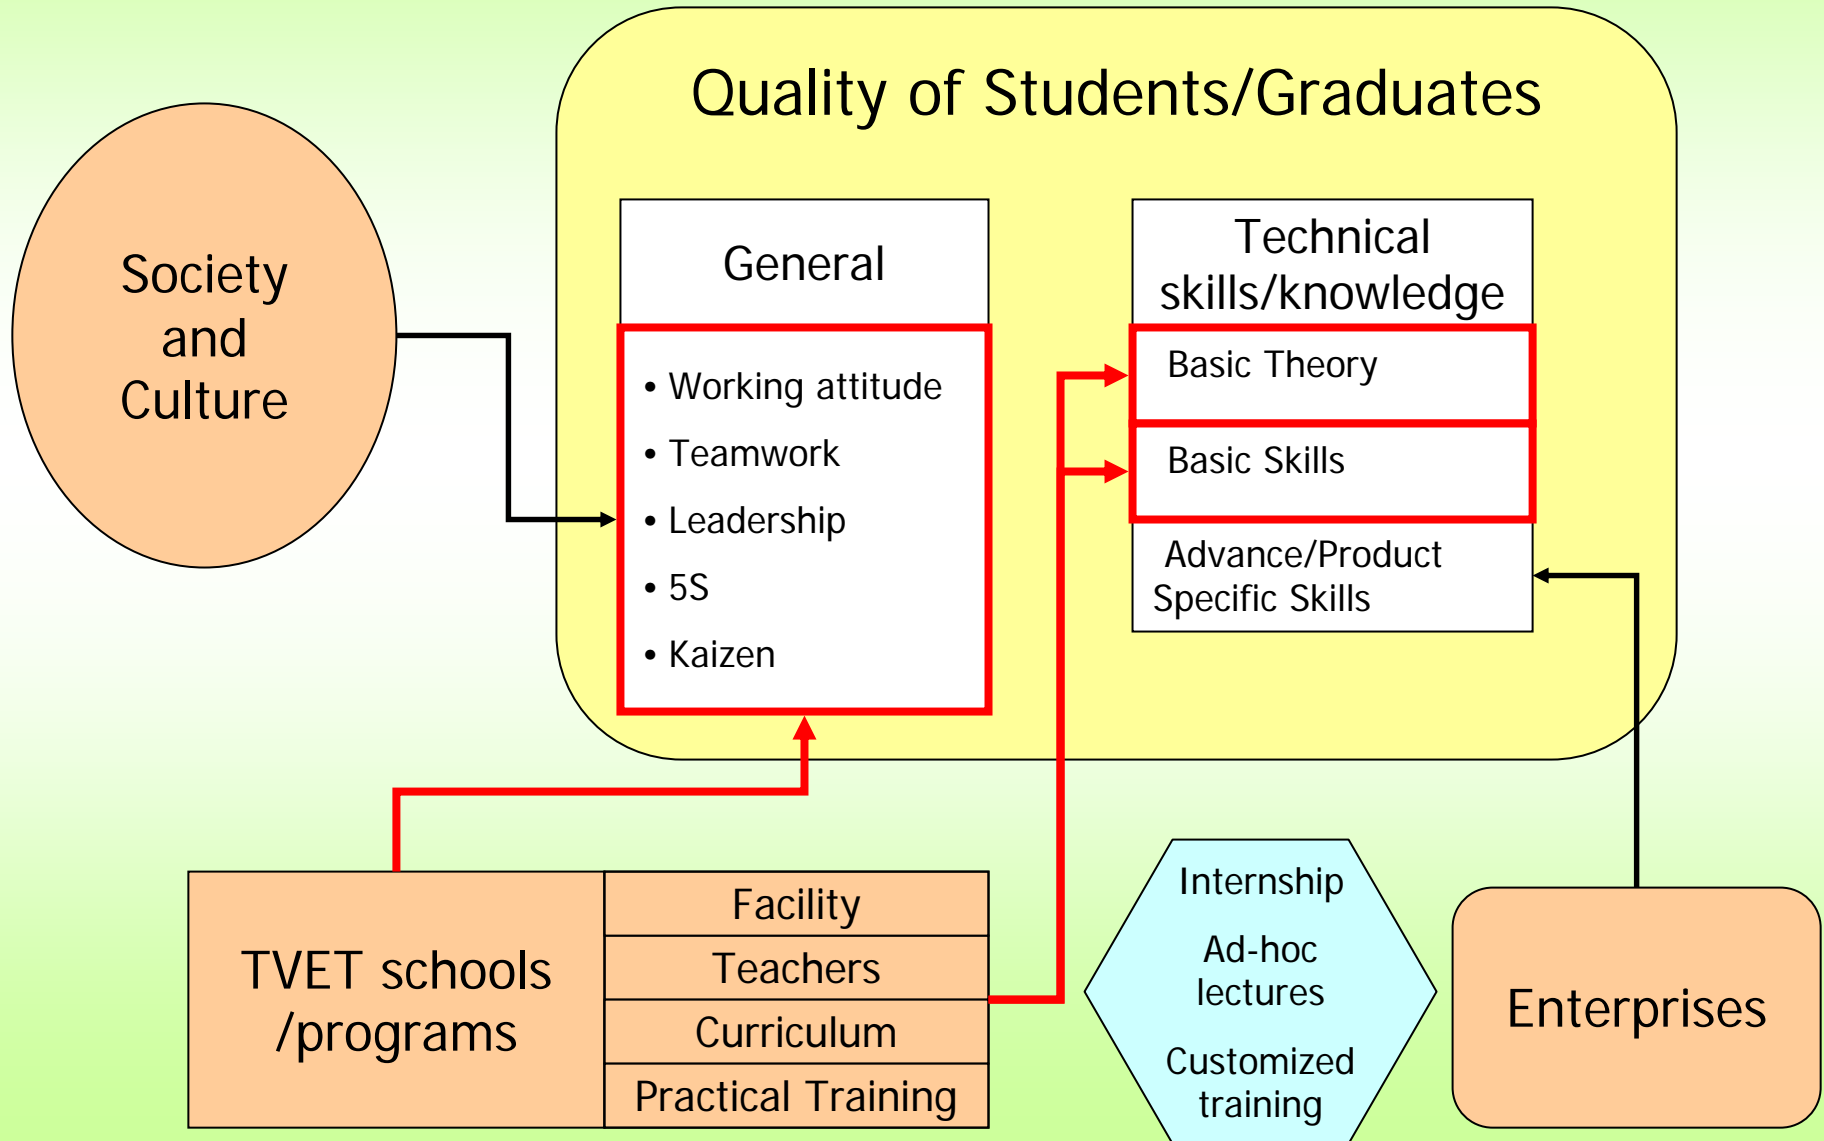 Quality of Students/Graduates
Society
and
Culture
General
• Working attitude
• Teamwork
• Leadership
• 5S
• Kaizen
Technical
skills/knowledge
Basic Theory
Basic Skills
Advance/Product
Specific Skills
TVET schools
/programs
Facility
Teachers
Curriculum
Practical Training
Internship
Ad-hoc
lectures
Customized
training
Enterprises